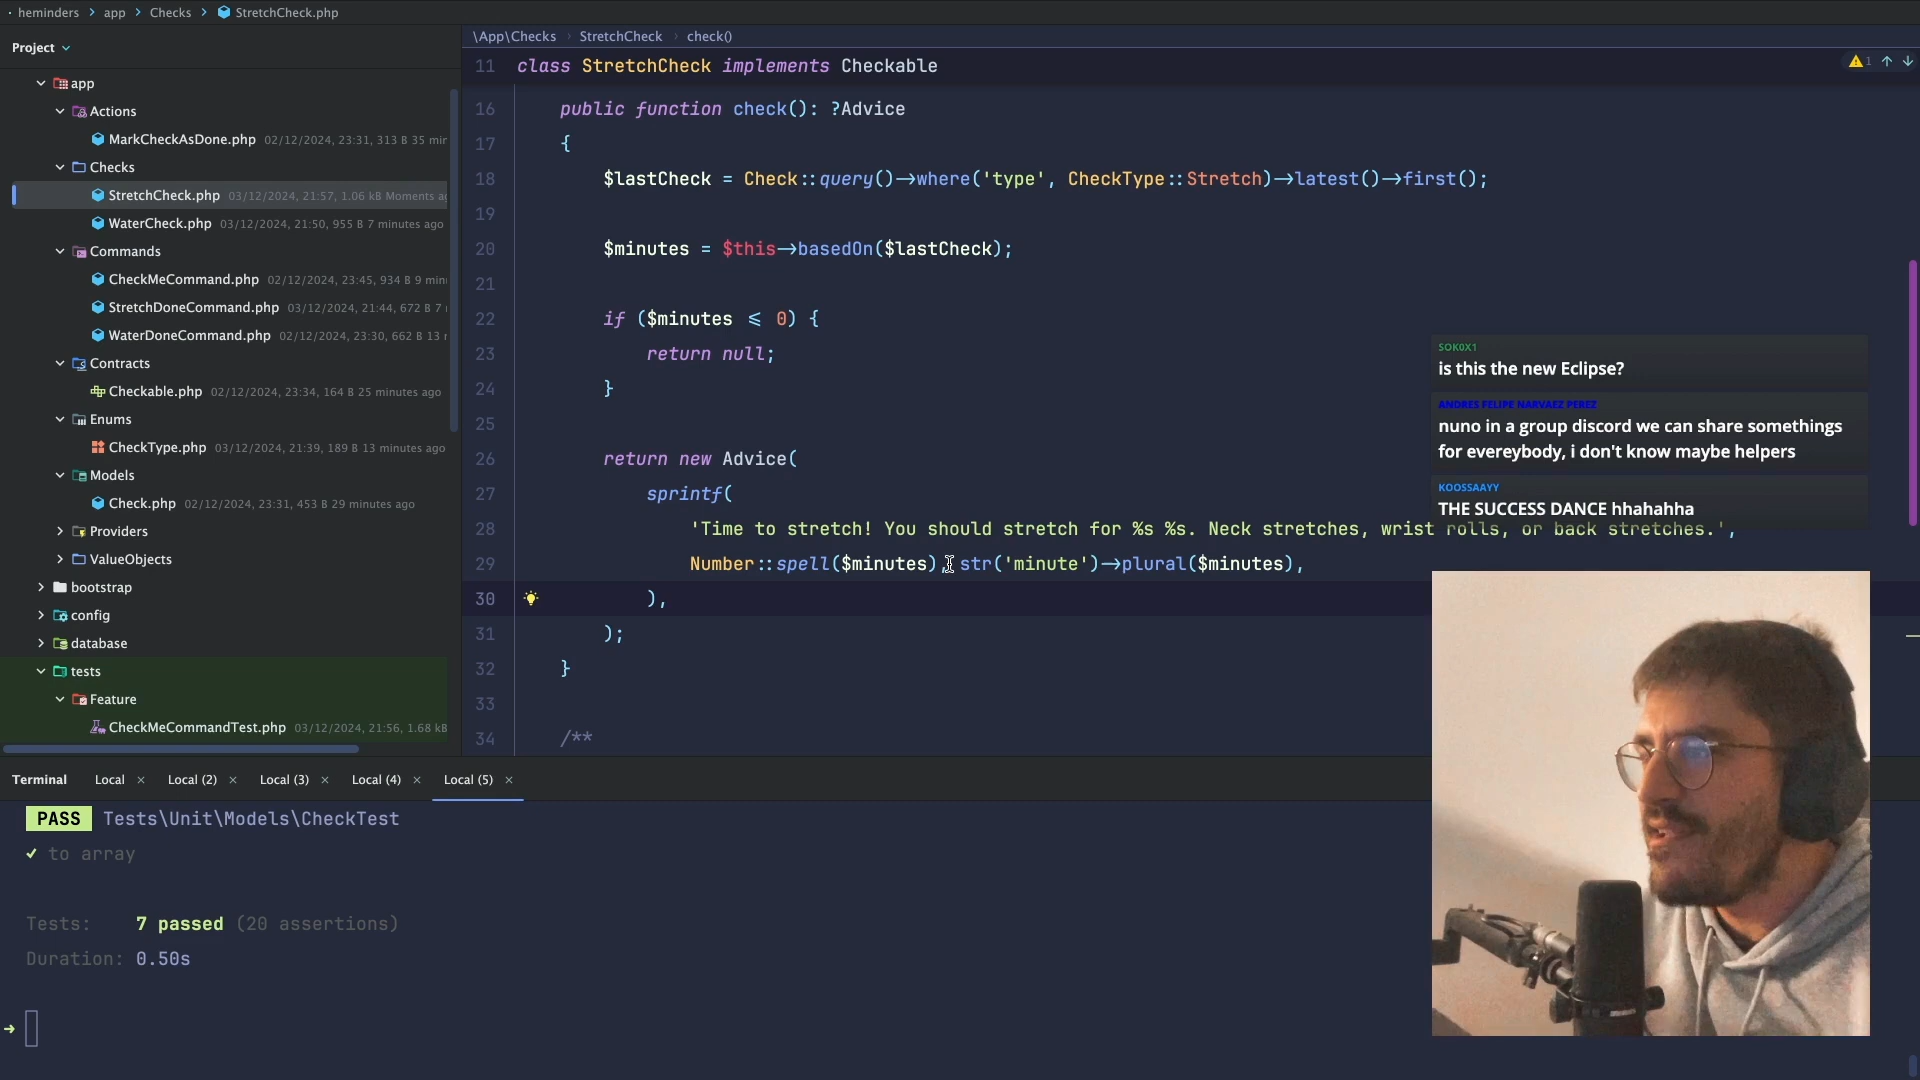 heminders > app > Checks > StretchCheck.php
Project
app
Actions
MarkCheckAsDone.php 02/12/2024, 23:31, 313 B 35 mir
Checks
StretchCheck.php 03/12/2024, 21:57, 1.06 kB Moments ag
WaterCheck.php 03/12/2024, 21:50, 955 B 7 minutes ago
Commands
CheckMeCommand.php 02/12/2024, 23:45, 934 B 9 min
StretchDoneCommand.php 03/12/2024, 21:44, 672 B 7
WaterDoneCommand.php 02/12/2024, 23:30, 662 B 13
Contracts
Checkable.php 02/12/2024, 23:34, 164 B 25 minutes ago
Enums
CheckType.php 03/12/2024, 21:39, 189 B 13 minutes ago
Models
Check.php 02/12/2024, 23:31, 453 B 29 minutes ago
Providers
ValueObjects
bootstrap
config
database
tests
Feature
CheckMeCommandTest.php 03/12/2024, 21:56, 1.68 kB
\App\Checks > StretchCheck > check()
11 class StretchCheck implements Checkable
1
16 public function check(): ?Advice
17 {
18 $lastCheck = Check::query()->where('type', CheckType::Stretch)->latest()->first();
19
20 $minutes = $this->basedOn($lastCheck);
21
22 if ($minutes <= 0) {
23 return null;
24 }
25
26 return new Advice(
27 sprintf(
28 'Time to stretch! You should stretch for %s %s. Neck stretches, wrist rolls, or back stretches.',
29 Number::spell($minutes), str('minute')->plural($minutes),
30 ),
31 );
32 }
33
34 /**
SOK0X1
is this the new Eclipse?
ANDRES FELIPE NARVAEZ PEREZ
nuno in a group discord we can share somethings
for evereybody, i don't know maybe helpers
KOOSSAAYY
THE SUCCESS DANCE hhahahha
Terminal Local × Local (2) × Local (3) × Local (4) × Local (5) ×
PASS Tests\Unit\Models\CheckTest
✓ to array
Tests: 7 passed (20 assertions)
Duration: 0.50s
➜